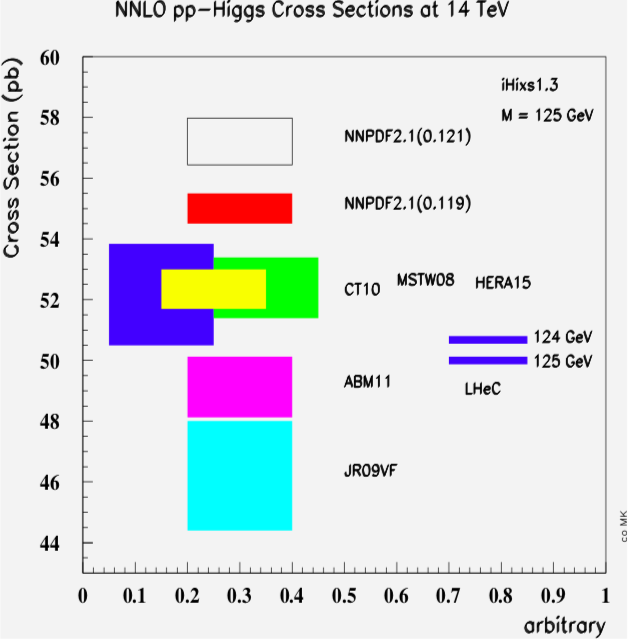 NNLO pp-Higgs Cross Sections at 14 TeV
Cross Section (pb)
60
58
56
54
52
50
48
46
44
iHixs1.3
M = 125 GeV
NNPDF2.1(0.121)
NNPDF2.1(0.119)
CT10 MSTW08 HERA15
124 GeV
125 GeV
LHeC
ABM11
JR09VF
0 0.1 0.2 0.3 0.4 0.5 0.6 0.7 0.8 0.9 1
arbitrary
co MK